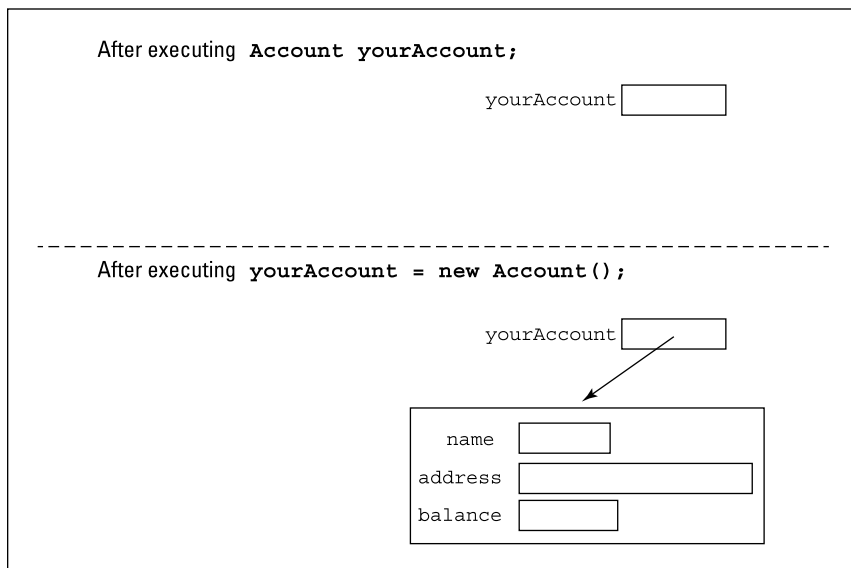 After executing Account yourAccount;
yourAccount
After executing yourAccount = new Account();
yourAccount
name
address
balance